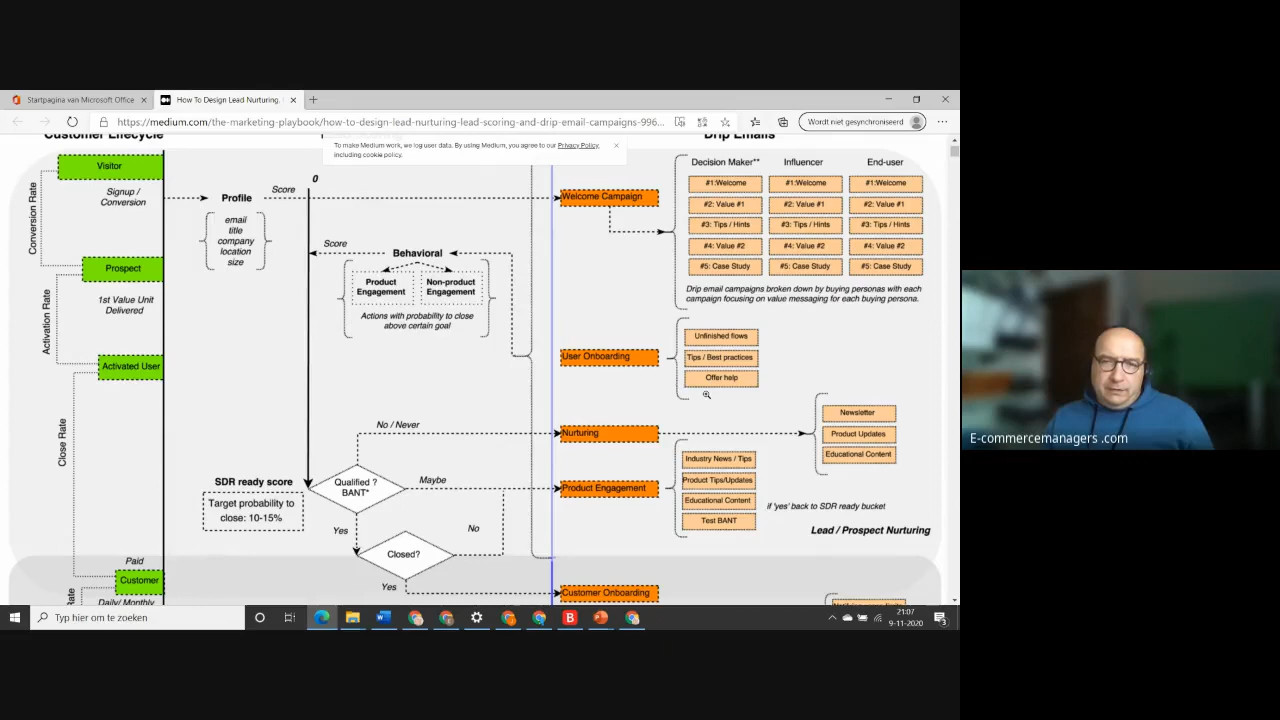 Startpagina van Microsoft Office
How To Design Lead Nurturing,
https://medium.com/the-marketing-playbook/how-to-design-lead-nurturing-lead-scoring-and-drip-email-campaigns-996...
Wordt niet gesynchroniseerd
To make Medium work, we log user data. By using Medium, you agree to our Privacy Policy,
including cookie policy.
Customer Lifecycle
Drip Emails
Visitor
Signup /
Conversion
Conversion Rate
Prospect
1st Value Unit
Delivered
Activation Rate
Activated User
Close Rate
Paid
Customer
Daily/ Monthly
Rate
Profile
email
title
company
location
size
Score
0
Score
Behavioral
Product
Engagement
Non-product
Engagement
Actions with probability to close
above certain goal
No / Never
SDR ready score
Target probability to
close: 10-15%
Qualified ?
BANT*
Maybe
Yes
No
Closed?
Yes
Welcome Campaign
User Onboarding
Nurturing
Product Engagement
Customer Onboarding
Decision Maker**
Influencer
End-user
#1:Welcome
#1:Welcome
#1:Welcome
#2: Value #1
#2: Value #1
#2: Value #1
#3: Tips / Hints
#3: Tips / Hints
#3: Tips / Hints
#4: Value #2
#4: Value #2
#4: Value #2
#5: Case Study
#5: Case Study
#5: Case Study
Drip email campaigns broken down by buying personas with each
campaign focusing on value messaging for each buying persona.
Unfinished flows
Tips / Best practices
Offer help
Newsletter
Product Updates
Educational Content
Industry News / Tips
Product Tips/Updates
Educational Content
Test BANT
if 'yes' back to SDR ready bucket
Lead / Prospect Nurturing
Typ hier om te zoeken
21:07
9-11-2020
3
E-commercemanagers .com